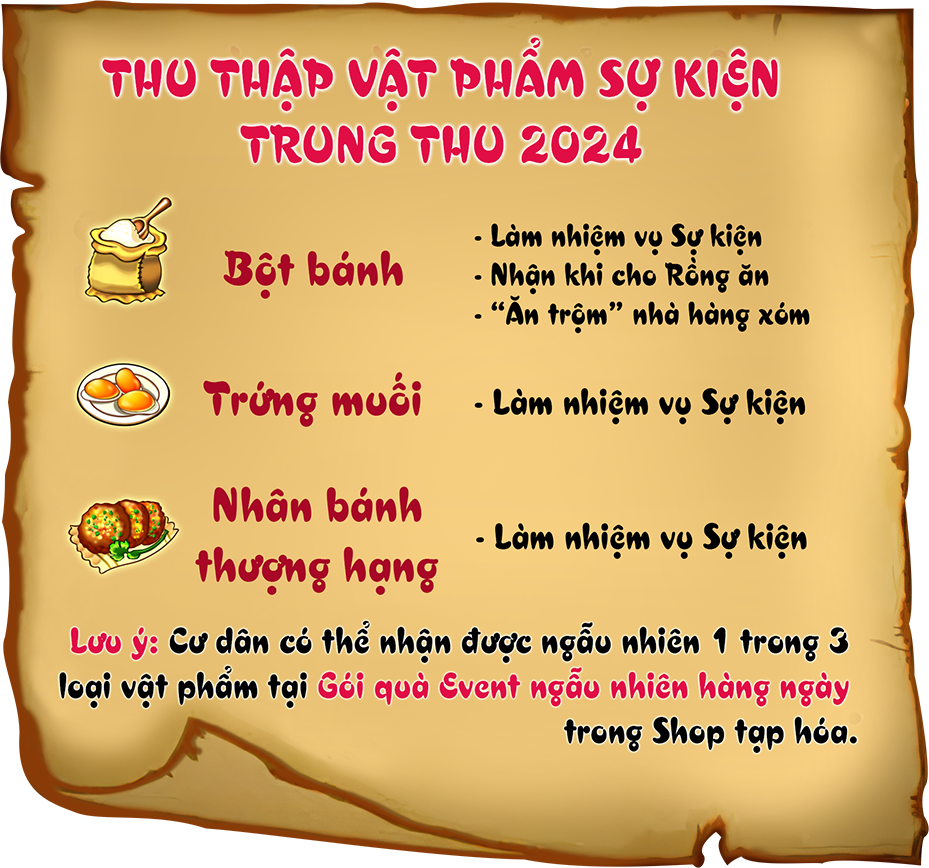 THU THẬP VẬT PHẨM SỰ KIỆN
TRUNG THU 2024
Bột bánh
- Làm nhiệm vụ Sự kiện
- Nhận khi cho Rồng ăn
- “Ăn trộm” nhà hàng xóm
Trứng muối
- Làm nhiệm vụ Sự kiện
Nhân bánh
thượng hạng
- Làm nhiệm vụ Sự kiện
Lưu ý: Cư dân có thể nhận được ngẫu nhiên 1 trong 3
loại vật phẩm tại Gói quà Event ngẫu nhiên hàng ngày
trong Shop tạp hóa.